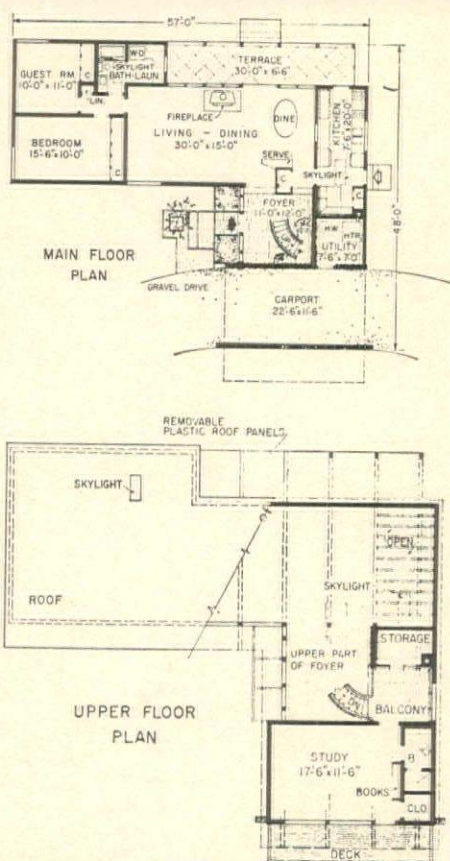 57'-0"
W.D.
SKYLIGHT
BATH-LAUN
TERRACE
30'-0" x 6'-6"
GUEST RM
10'-0" x 11'-0"
C
C
LIN.
FIREPLACE
DINE
KITCHEN
7'-6" x 20'-0"
BEDROOM
15'-6" x 10'-0"
LIVING - DINING
30'-0" x 15'-0"
SERVE
C
C
SKYLIGHT
C
FOYER
11'-0" x 12'-0"
UP
HW
HTR
UTILITY
7'-6" x 7'-0"
48'-0"
MAIN FLOOR
PLAN
GRAVEL DRIVE
CARPORT
22'-6" x 11'-6"
REMOVABLE
PLASTIC ROOF PANELS
SKYLIGHT
OPEN
SKYLIGHT
ROOF
STORAGE
UPPER PART
OF FOYER
DN
BALCONY
UPPER FLOOR
PLAN
STUDY
17'-6" x 11'-6"
B
BOOKS
CLO
DECK